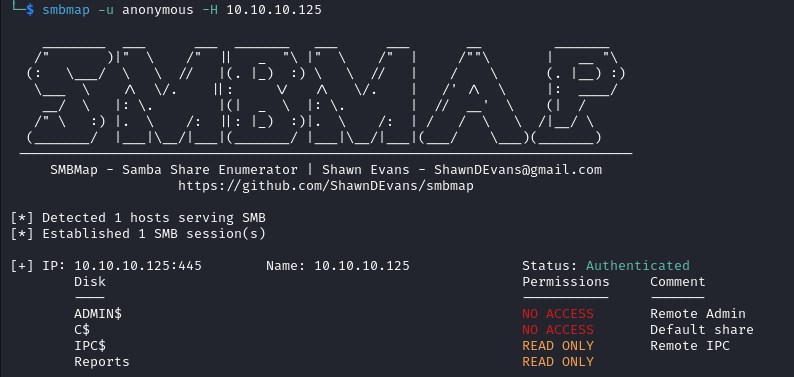 └─$ smbmap -u anonymous -H 10.10.10.125
SMBMAP
SMBMap - Samba Share Enumerator | Shawn Evans - ShawnDEvans@gmail.com
https://github.com/ShawnDEvans/smbmap
[*] Detected 1 hosts serving SMB
[*] Established 1 SMB session(s)
[+] IP: 10.10.10.125:445 Name: 10.10.10.125 Status: Authenticated
Disk Permissions Comment
---- ----------- -------
ADMIN$ NO ACCESS Remote Admin
C$ NO ACCESS Default share
IPC$ READ ONLY Remote IPC
Reports READ ONLY